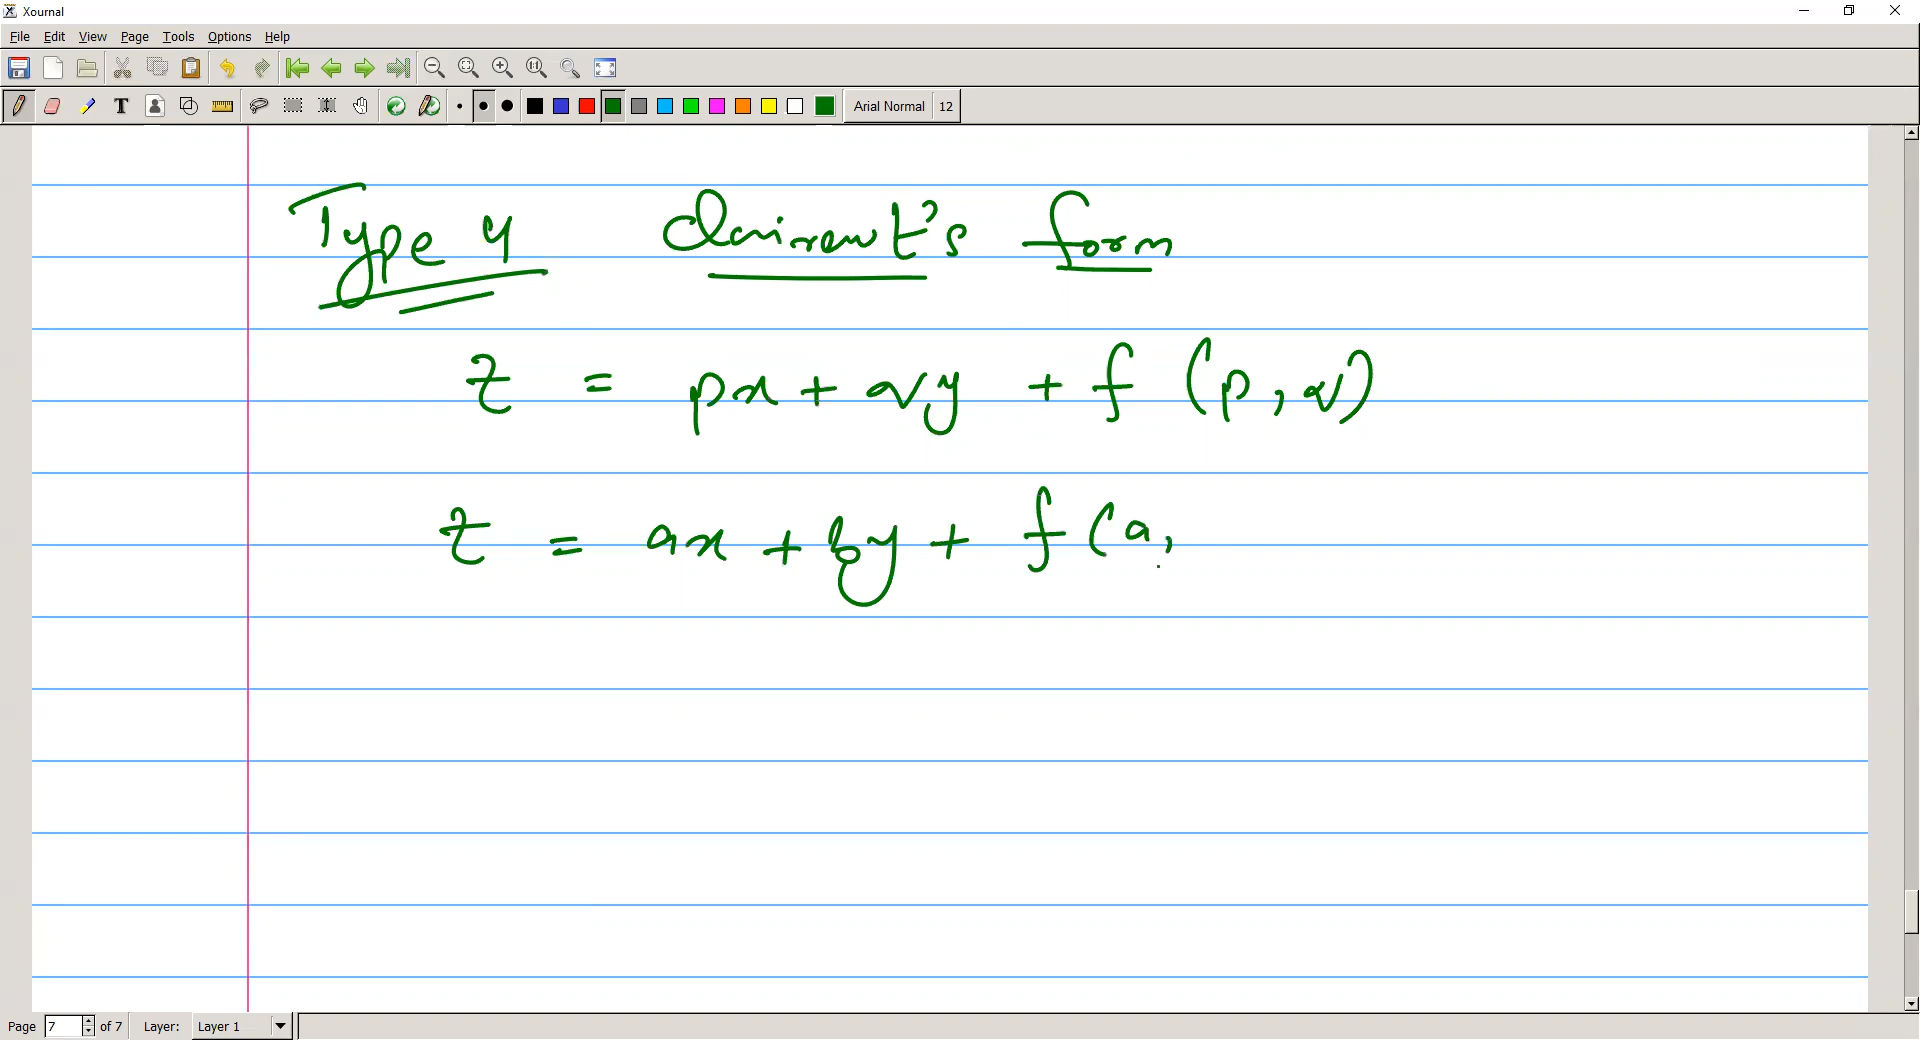 Xournal
File Edit View Page Tools Options Help
Arial Normal 12
Type 4 Clairaut's form
z = px + qy + f (p, q)
z = ax + by + f (a,
Page 7 of 7 Layer: Layer 1